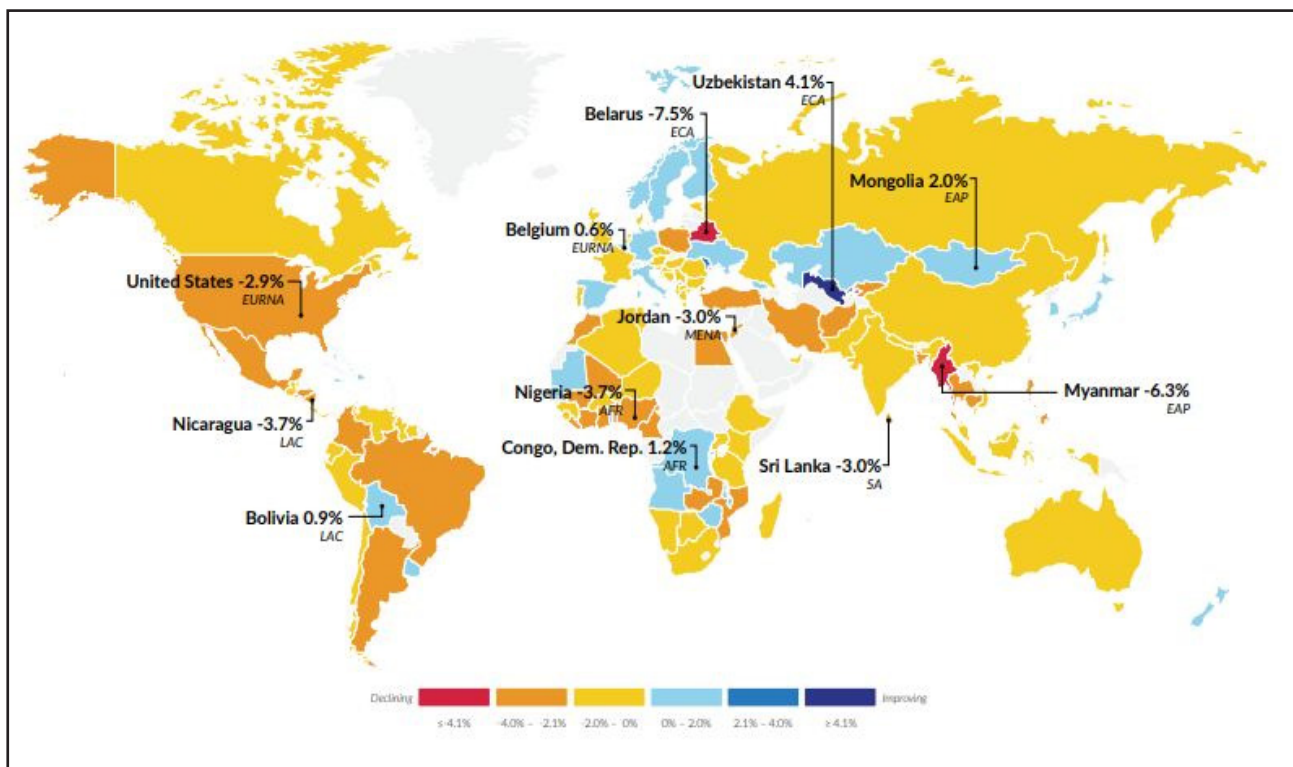 Uzbekistan 4.1%
ECA
Belarus -7.5%
ECA
Mongolia 2.0%
EAP
Belgium 0.6%
EURNA
United States -2.9%
EURNA
Jordan -3.0%
MENA
Nigeria -3.7%
AFR
Myanmar -6.3%
EAP
Nicaragua -3.7%
LAC
Congo, Dem. Rep. 1.2%
AFR
Sri Lanka -3.0%
SA
Bolivia 0.9%
LAC
Declining Improving
≤-4.1% -4.0% - -2.1% -2.0% - 0% 0% - 2.0% 2.1% - 4.0% ≥ 4.1%